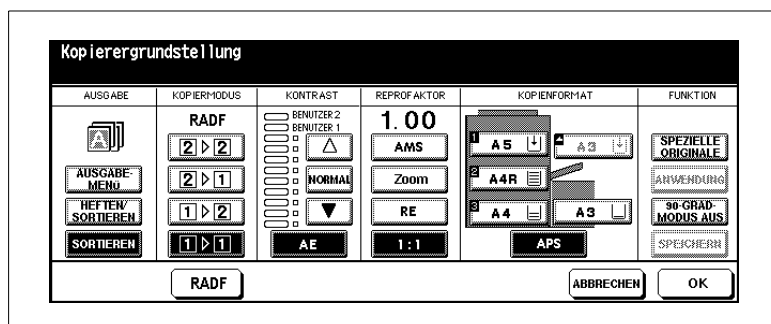 Kopierergrundstellung
AUSGABE
KOPIERMODUS
KONTRAST
REPROFAKTOR
KOPIENFORMAT
FUNKTION
A
AUSGABE-
MENÜ
HEFTEN/
SORTIEREN
SORTIEREN
RADF
2 ▷ 2
2 ▷ 1
1 ▷ 2
1 ▷ 1
BENUTZER 2
BENUTZER 1
NORMAL
AE
1.00
AMS
Zoom
RE
1:1
1 A5
A3
2 A4R
3 A4
A3
APS
SPEZIELLE
ORIGINALE
ANWENDUNG
90-GRAD-
MODUS AUS
SPEICHERN
RADF
ABBRECHEN
OK